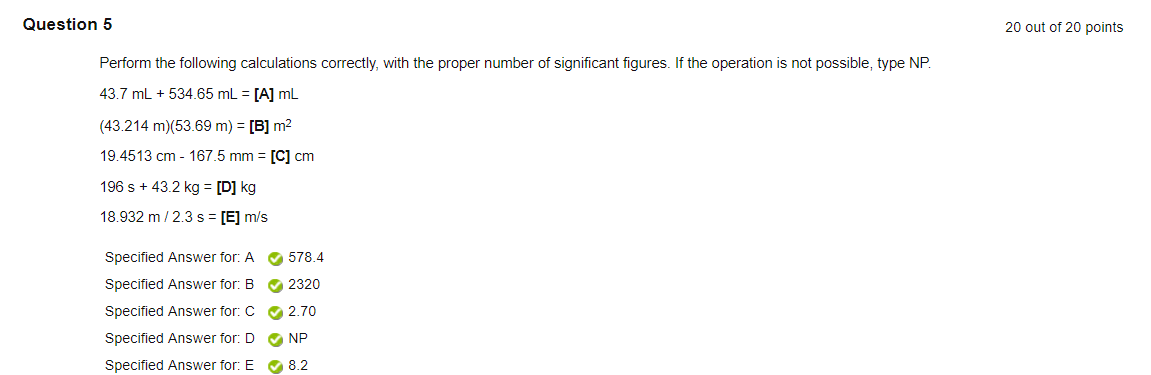 Question 5
20 out of 20 points
Perform the following calculations correctly, with the proper number of significant figures. If the operation is not possible, type NP.
43.7 mL + 534.65 mL = [A] mL
(43.214 m)(53.69 m) = [B] m²
19.4513 cm - 167.5 mm = [C] cm
196 s + 43.2 kg = [D] kg
18.932 m / 2.3 s = [E] m/s
Specified Answer for: A 578.4
Specified Answer for: B 2320
Specified Answer for: C 2.70
Specified Answer for: D NP
Specified Answer for: E 8.2